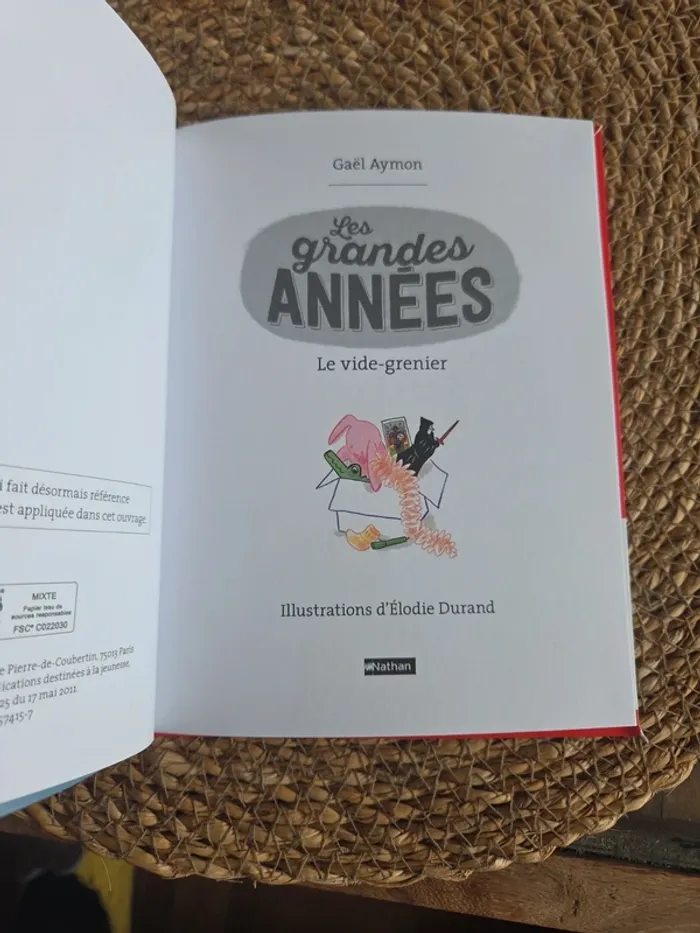 i fait désormais référence
est appliquée dans cet ouvrage.
MIXTE
Papier issu de
sources responsables
FSC® C022030
e Pierre-de-Coubertin, 75013 Paris
lications destinées à la jeunesse,
25 du 17 mai 2011
57415-7
Gaël Aymon
Les
grandes
ANNÉES
Le vide-grenier
Illustrations d'Élodie Durand
Nathan